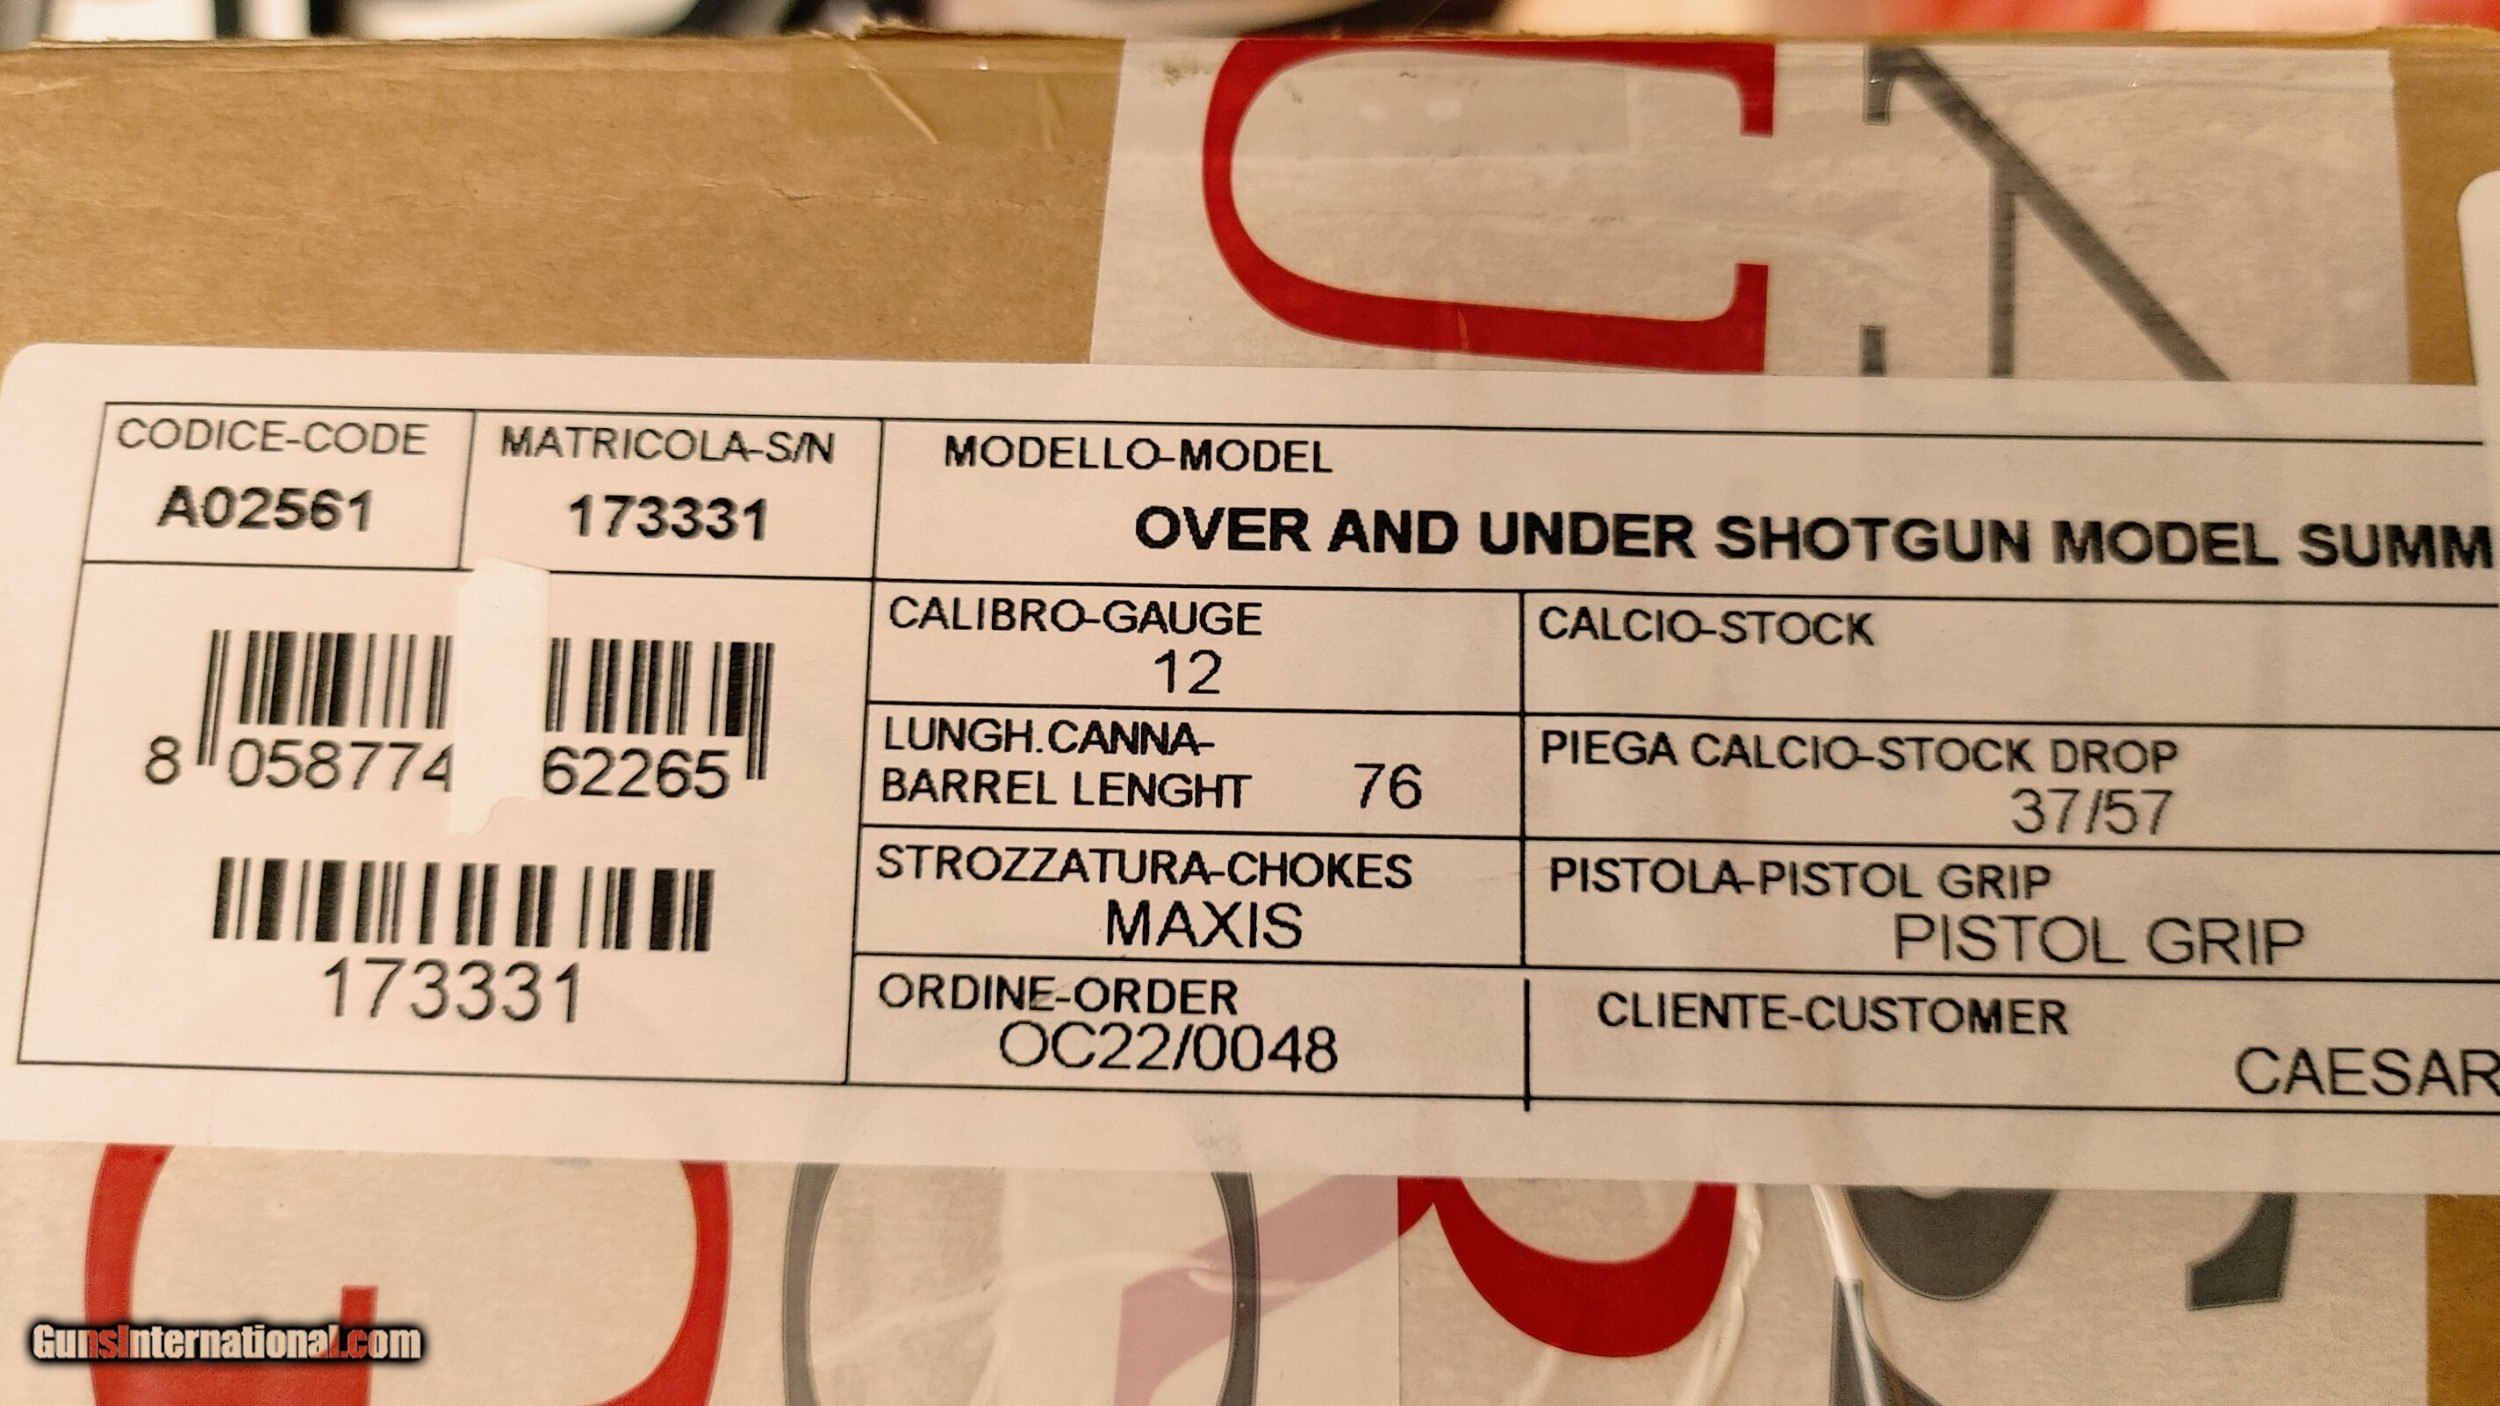 CODICE-CODE
A02561
MATRICOLA-S/N
173331
MODELLO-MODEL
OVER AND UNDER SHOTGUN MODEL SUMM
8 058774 62265
173331
CALIBRO-GAUGE
12
CALCIO-STOCK
LUNGH.CANNA-
BARREL LENGHT 76
PIEGA CALCIO-STOCK DROP
37/57
STROZZATURA-CHOKES
MAXIS
PISTOLA-PISTOL GRIP
PISTOL GRIP
ORDINE-ORDER
OC22/0048
CLIENTE-CUSTOMER
CAESAR
GunsInternational.com